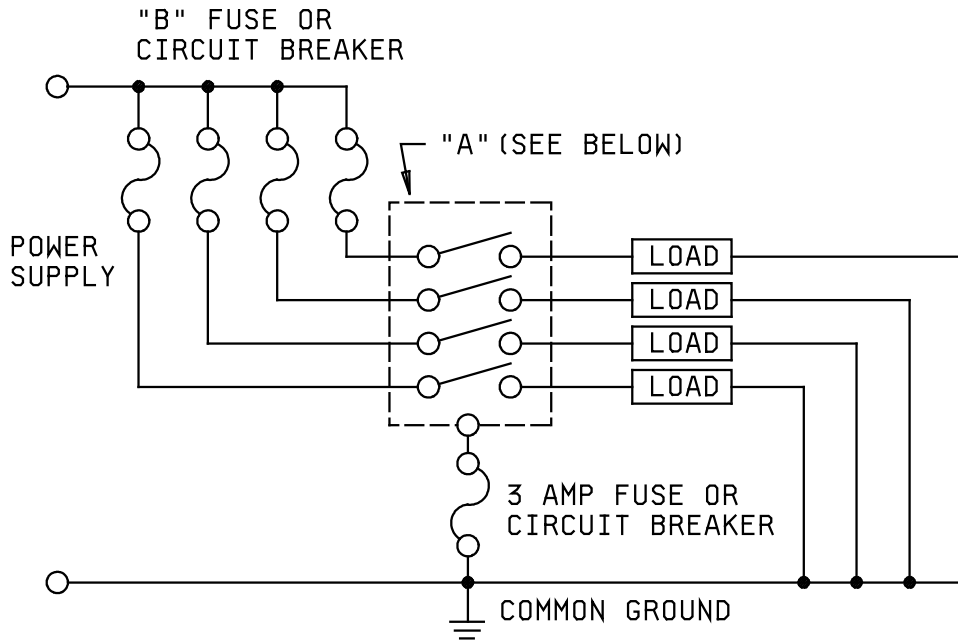 "B" FUSE OR
CIRCUIT BREAKER
"A" (SEE BELOW)
POWER
SUPPLY
LOAD
LOAD
LOAD
LOAD
3 AMP FUSE OR
CIRCUIT BREAKER
COMMON GROUND